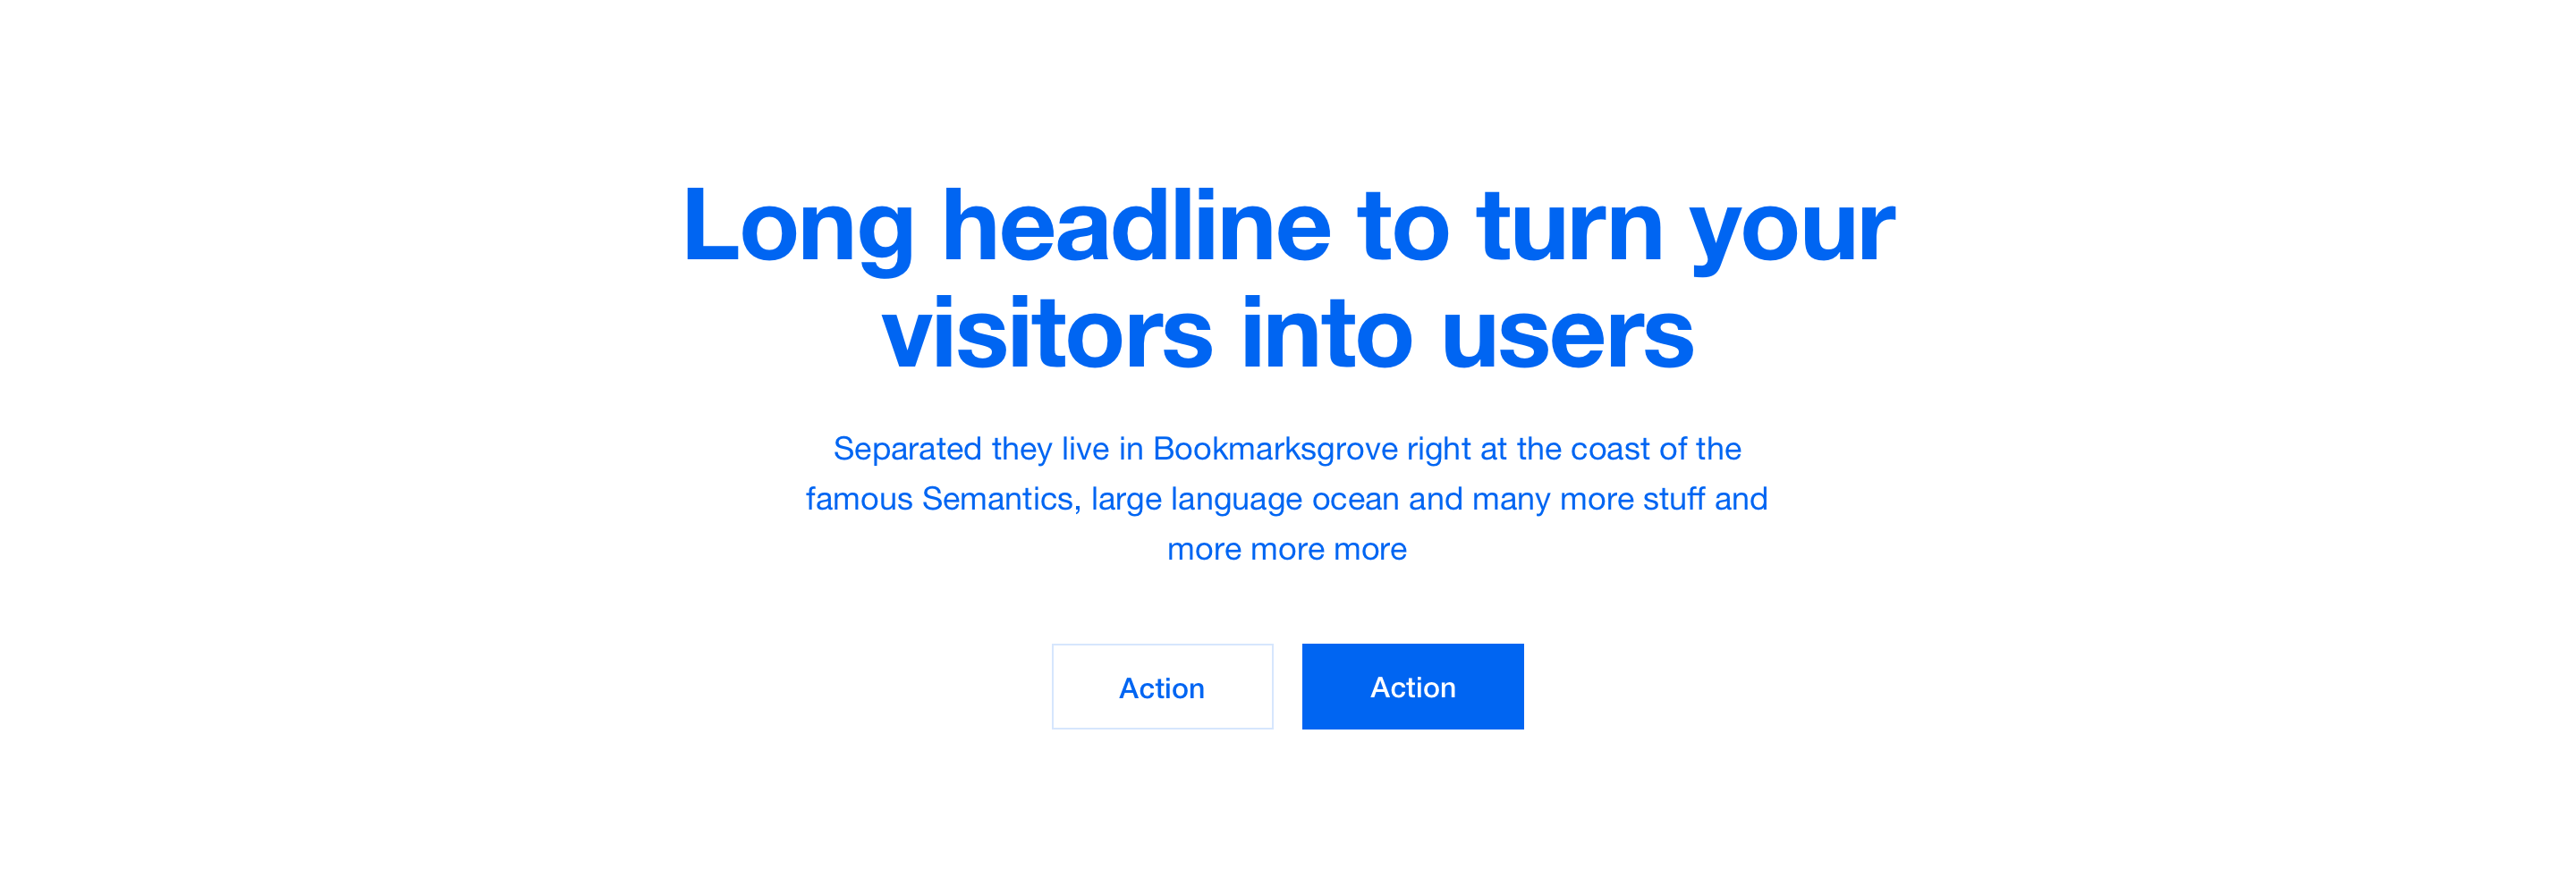 Long headline to turn your
visitors into users
Separated they live in Bookmarksgrove right at the coast of the
famous Semantics, large language ocean and many more stuff and
more more more
Action
Action